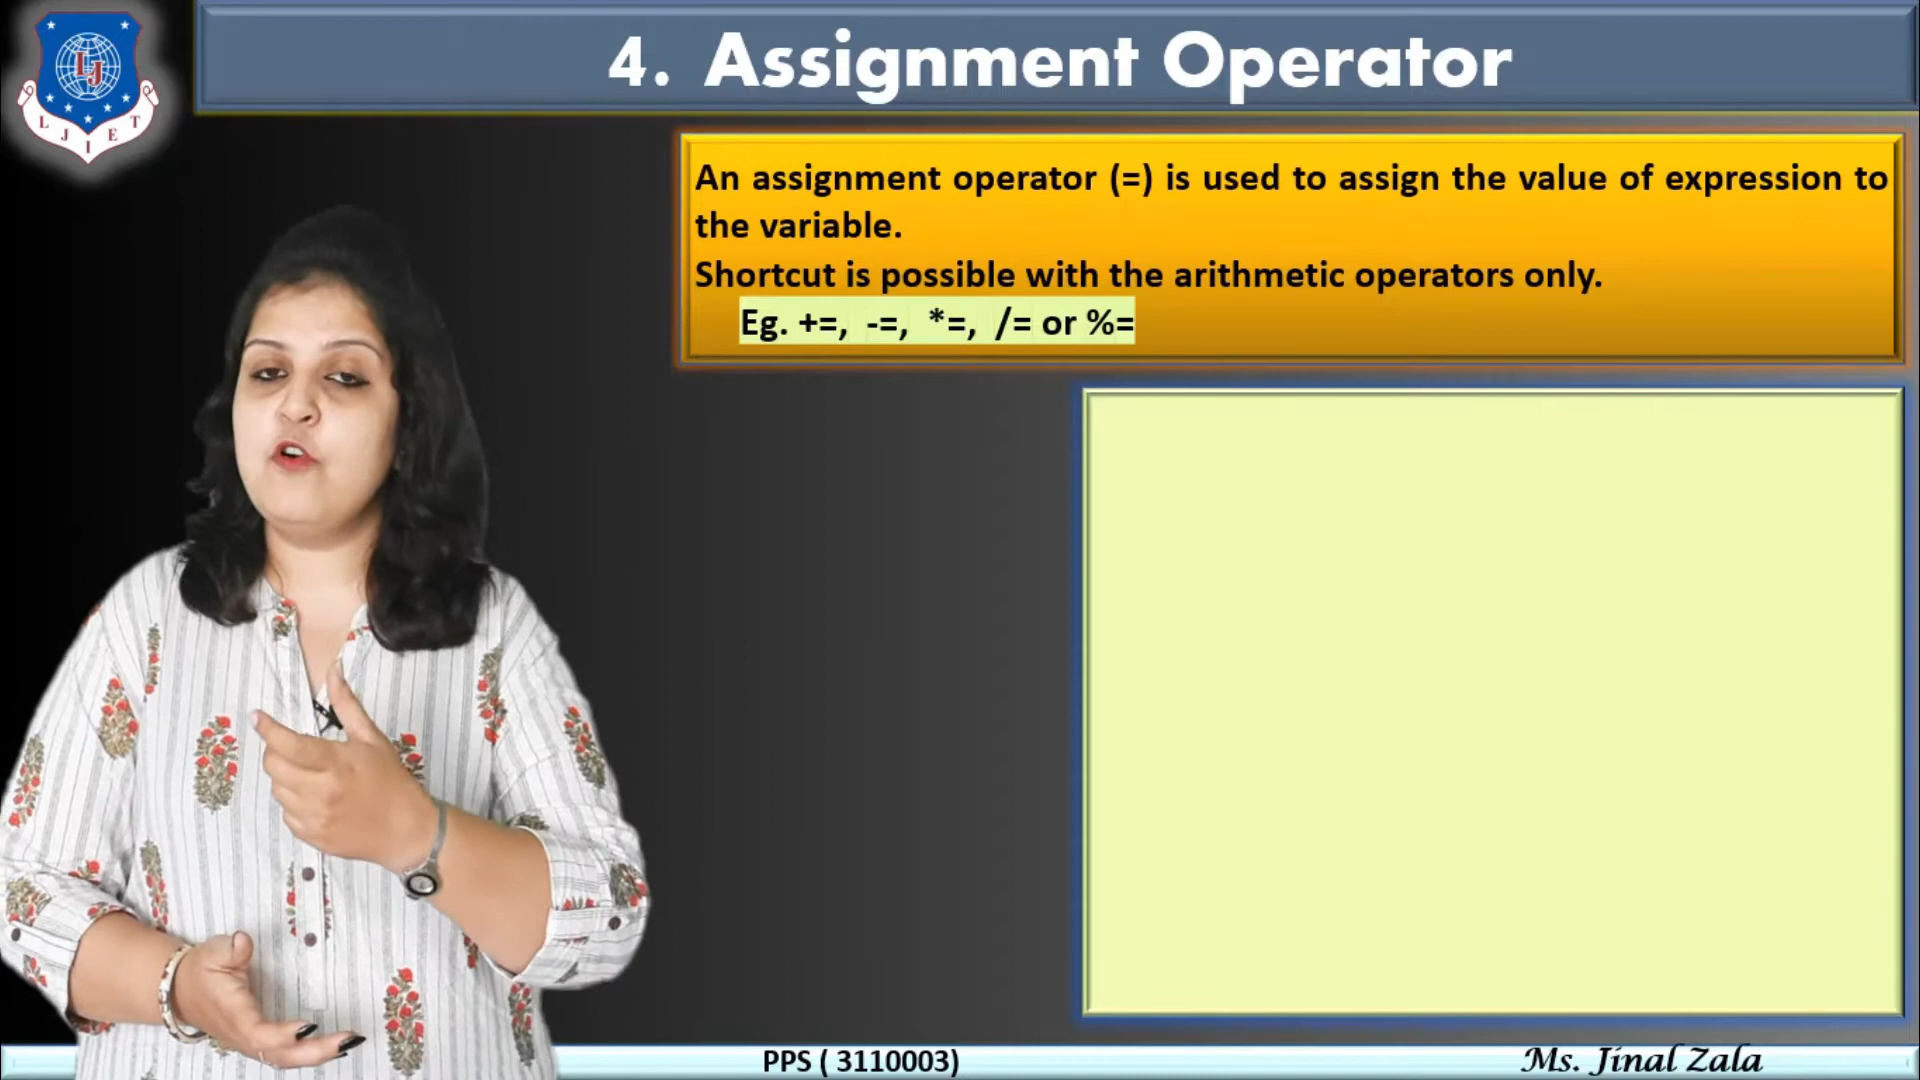 4. Assignment Operator
LJ
L J I E T
An assignment operator (=) is used to assign the value of expression to
the variable.
Shortcut is possible with the arithmetic operators only.
Eg. +=, -=, *=, /= or %=
PPS ( 3110003)
Ms. Jinal Zala